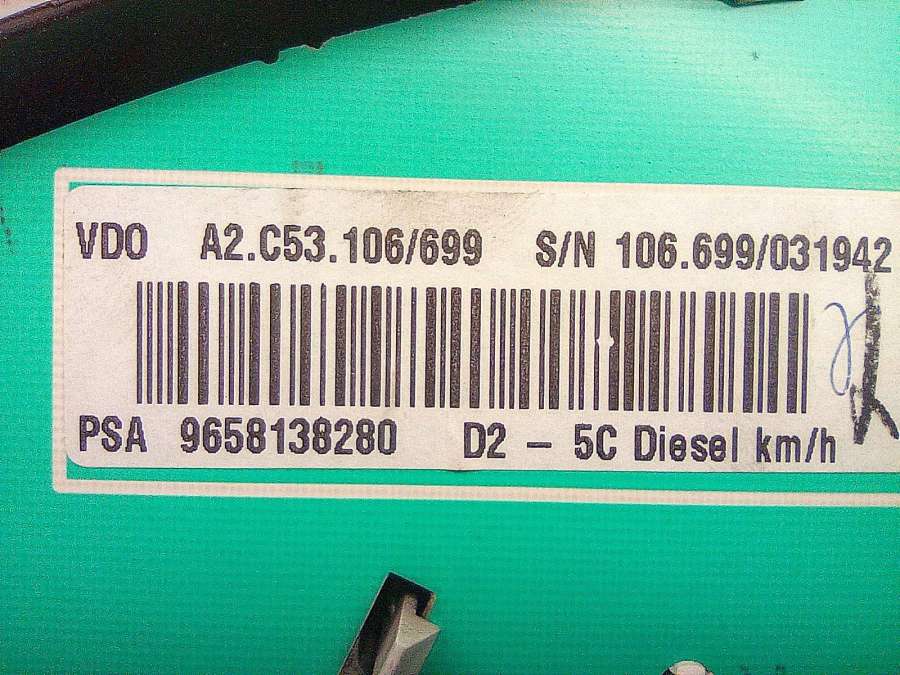 VDO A2.C53.106/699 S/N 106.699/031942
PSA 9658138280 D2 - 5C Diesel km/h